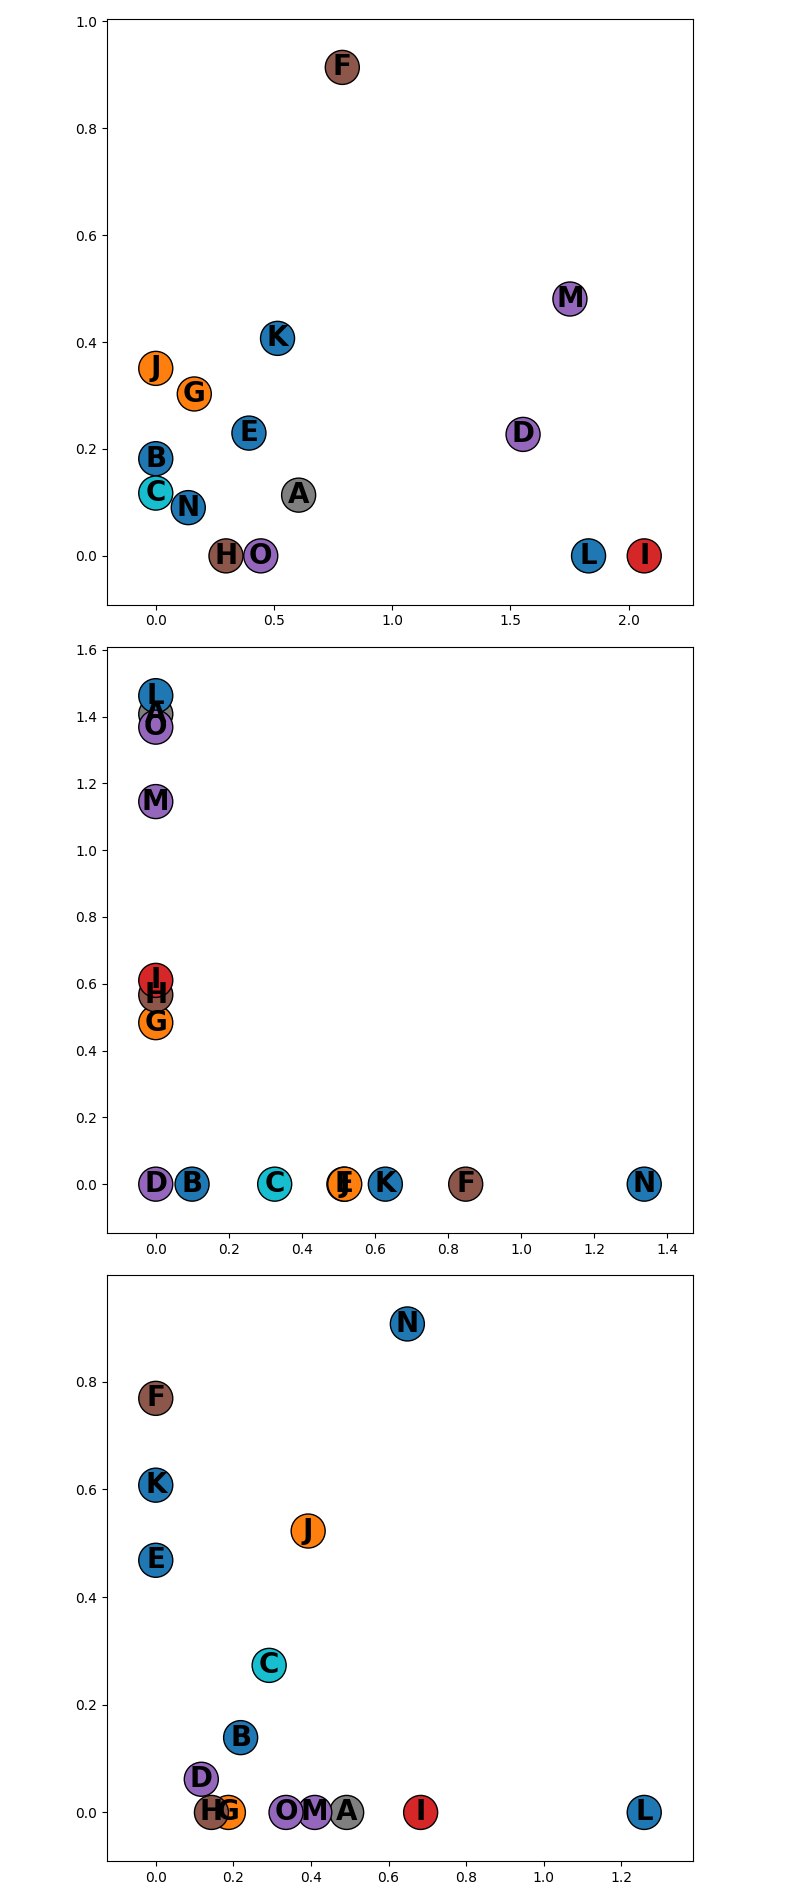 1.0
F
0.8
0.6
M
0.4
K
J
G
E
D
0.2
B
C
N
A
0.0
H O L I
0.0 0.5 1.0 1.5 2.0
1.6
L
1.4
A
O
1.2
M
1.0
0.8
0.6
I
H
G
0.4
0.2
0.0
D B C E J K F N
0.0 0.2 0.4 0.6 0.8 1.0 1.2 1.4
N
0.8
F
0.6
K
J
E
0.4
C
0.2
B
D
0.0
H G O M A I L
0.0 0.2 0.4 0.6 0.8 1.0 1.2